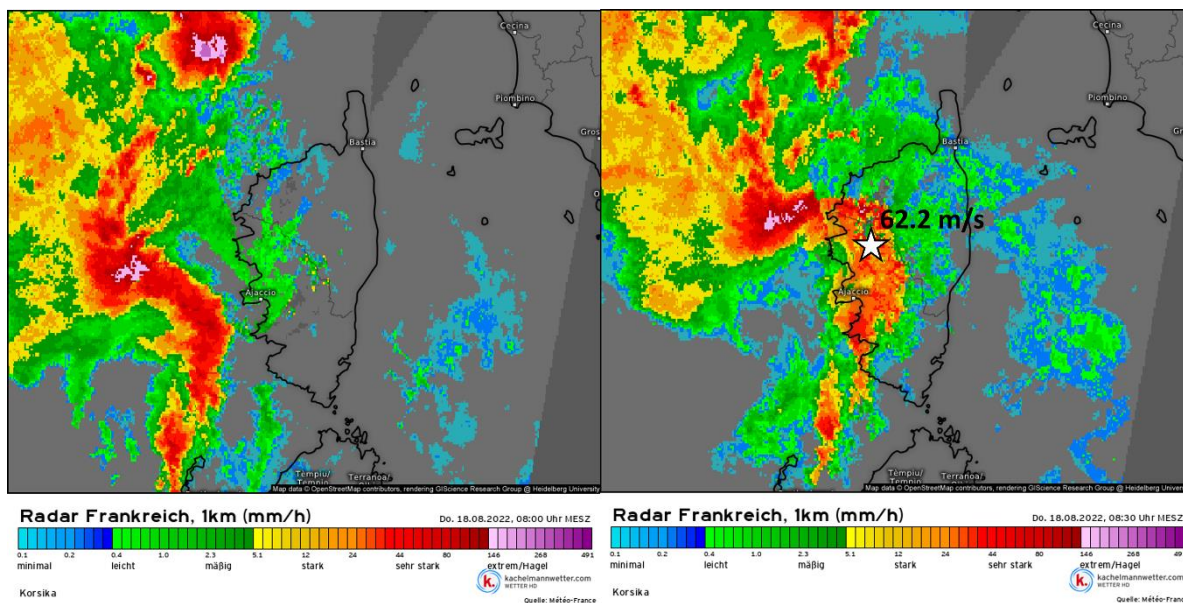 Cecina
Piombino
Gros
Bastia
Ajaccio
Tempiu/
Tempio
Terranoa/
Map data © OpenStreetMap contributors, rendering GIScience Research Group @ Heidelberg University
Radar Frankreich, 1km (mm/h)
Do. 18.08.2022, 08:00 Uhr MESZ
0.1 0.2 0.4 1.0 2.3 5.1 12 24 44 80 146 268 491
minimal leicht mäßig stark sehr stark extrem/Hagel
k. kachelmannwetter.com
WETTER HD
Korsika
Quelle: Météo-France
Cecina
Piombino
Gro
Bastia
62.2 m/s
Ajaccio
Tempiu/
Tempio
Terranoa/
Map data © OpenStreetMap contributors, rendering GIScience Research Group @ Heidelberg University
Radar Frankreich, 1km (mm/h)
Do. 18.08.2022, 08:30 Uhr MESZ
0.1 0.2 0.4 1.0 2.3 5.1 12 24 44 80 146 268 491
minimal leicht mäßig stark sehr stark extrem/Hagel
k. kachelmannwetter.com
WETTER HD
Korsika
Quelle: Météo-France